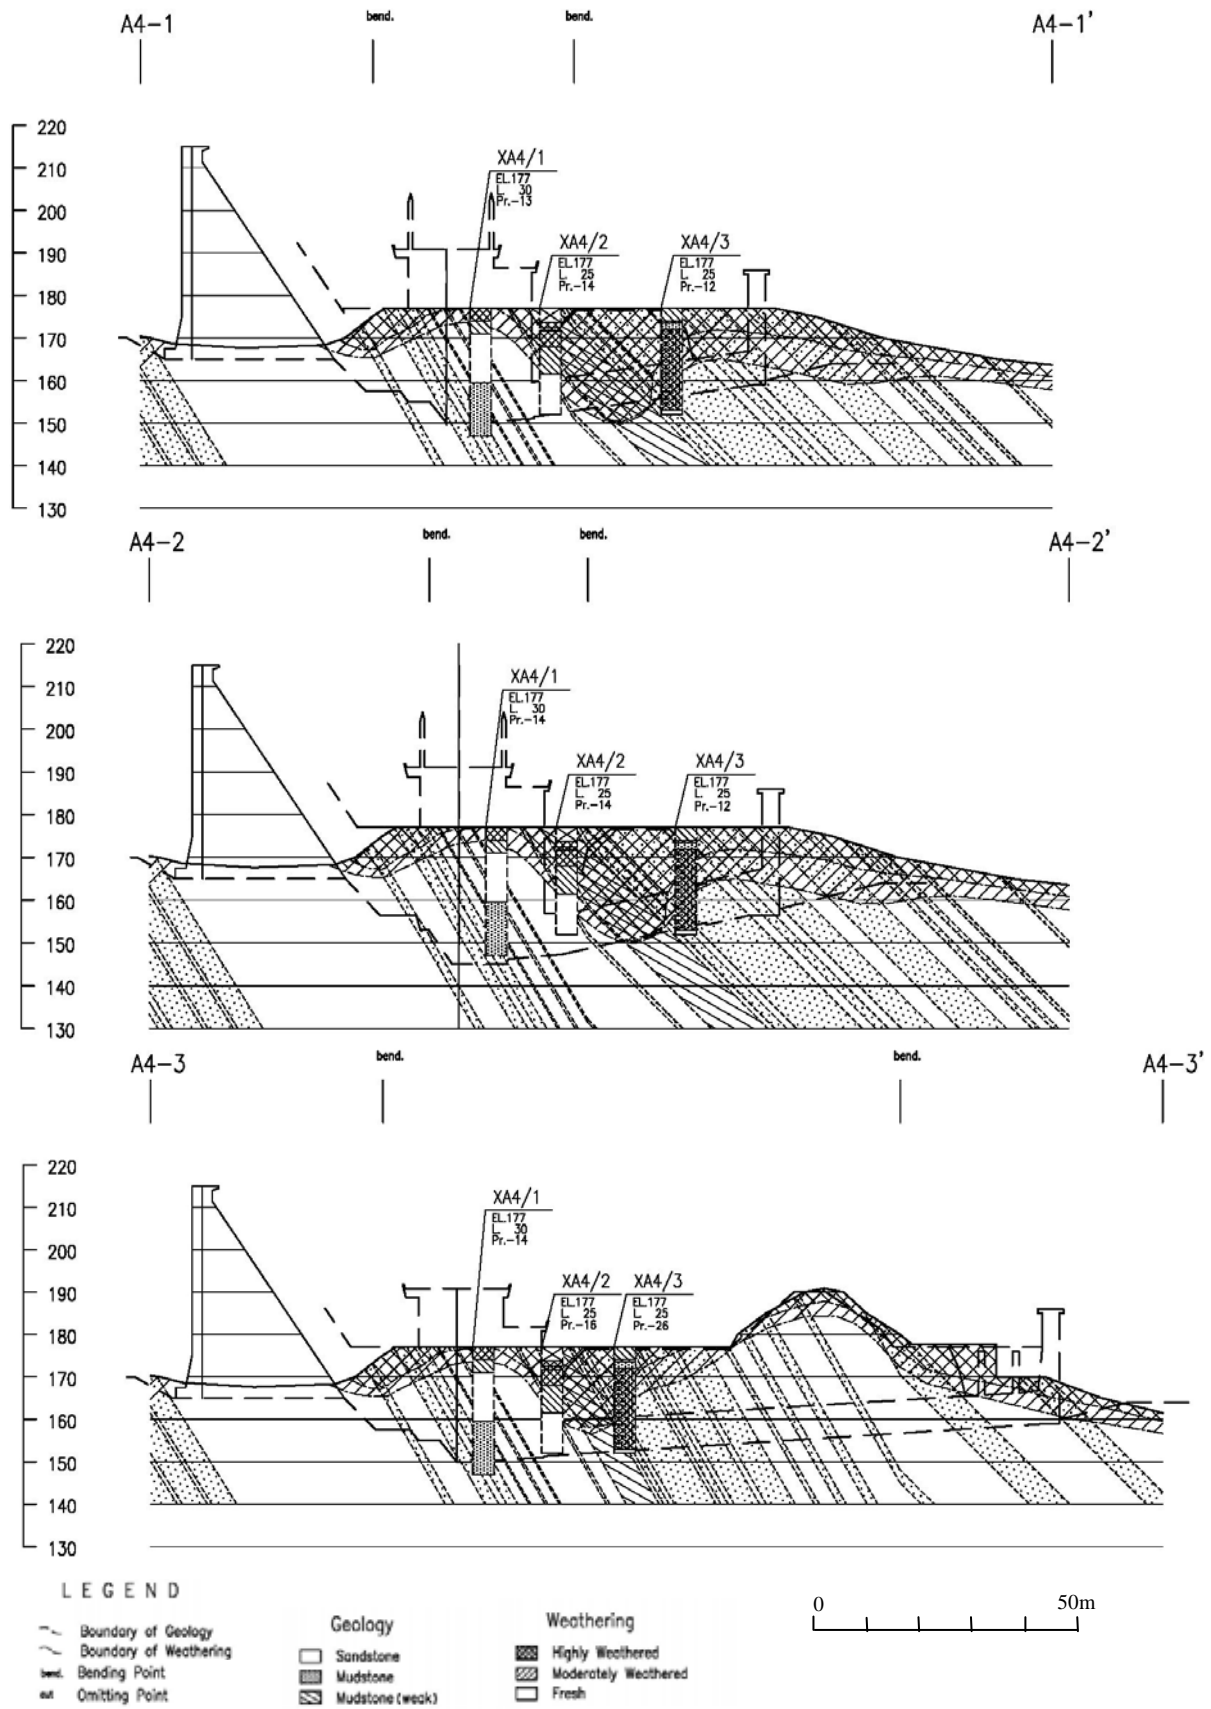 A4-1 bend. bend. A4-1'
220
210
200
190
180
170
160
150
140
130
XA4/1
EL.177
L. 30
Pr.-13
XA4/2
EL.177
L. 25
Pr.-14
XA4/3
EL.177
L. 25
Pr.-12
A4-2 bend. bend. A4-2'
220
210
200
190
180
170
160
150
140
130
XA4/1
EL.177
L. 30
Pr.-14
XA4/2
EL.177
L. 25
Pr.-14
XA4/3
EL.177
L. 25
Pr.-12
A4-3 bend. bend. A4-3'
220
210
200
190
180
170
160
150
140
130
XA4/1
EL.177
L. 30
Pr.-14
XA4/2
EL.177
L. 25
Pr.-16
XA4/3
EL.177
L. 25
Pr.-26
LEGEND
Boundary of Geology
Boundary of Weathering
bend. Bending Point
cut Omitting Point
Geology
Sandstone
Mudstone
Mudstone(weak)
Weathering
Highly Weathered
Moderately Weathered
Fresh
0 50m